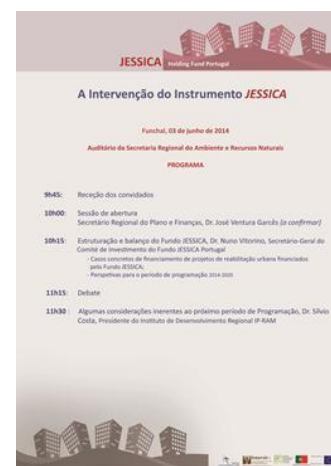 JESSICA Holding Fund Portugal
A Intervenção do Instrumento JESSICA
Funchal, 03 de junho de 2014
Auditório da Secretaria Regional do Ambiente e Recursos Naturais
PROGRAMA
9h45: Receção dos convidados
10h00: Sessão de abertura
Secretário Regional do Plano e Finanças, Dr. José Ventura Garcês (a confirmar)
10h15: Estruturação e balanço do Fundo JESSICA, Dr. Nuno Vitorino, Secretário-Geral do
Comité de Investimento do Fundo JESSICA Portugal
- Casos concretos de financiamento de projetos de reabilitação urbana financiados
pelo Fundo JESSICA;
- Perspetivas para o período de programação 2014-2020
11h15: Debate
11h30 : Algumas considerações inerentes ao próximo período de Programação, Dr. Sílvio
Costa, Presidente do Instituto de Desenvolvimento Regional IP-RAM